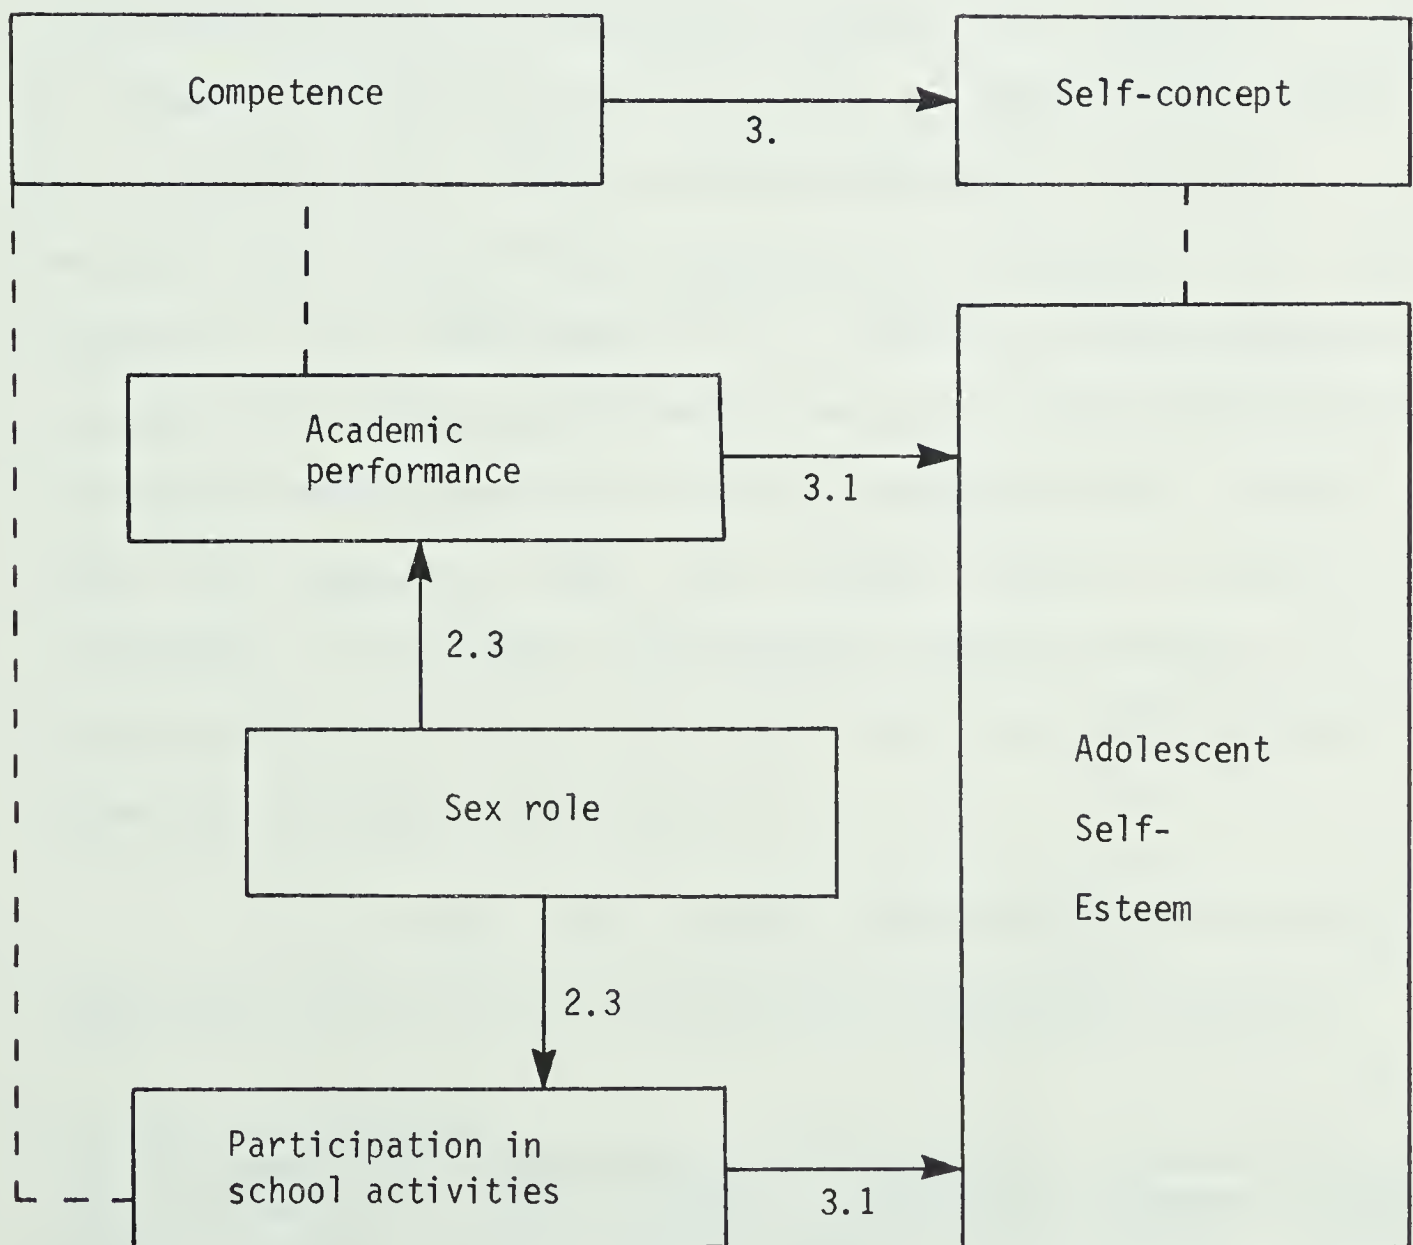 Competence
Self-concept
3.
Academic
performance
3.1
2.3
Sex role
Adolescent
Self-
Esteem
2.3
Participation in
school activities
3.1